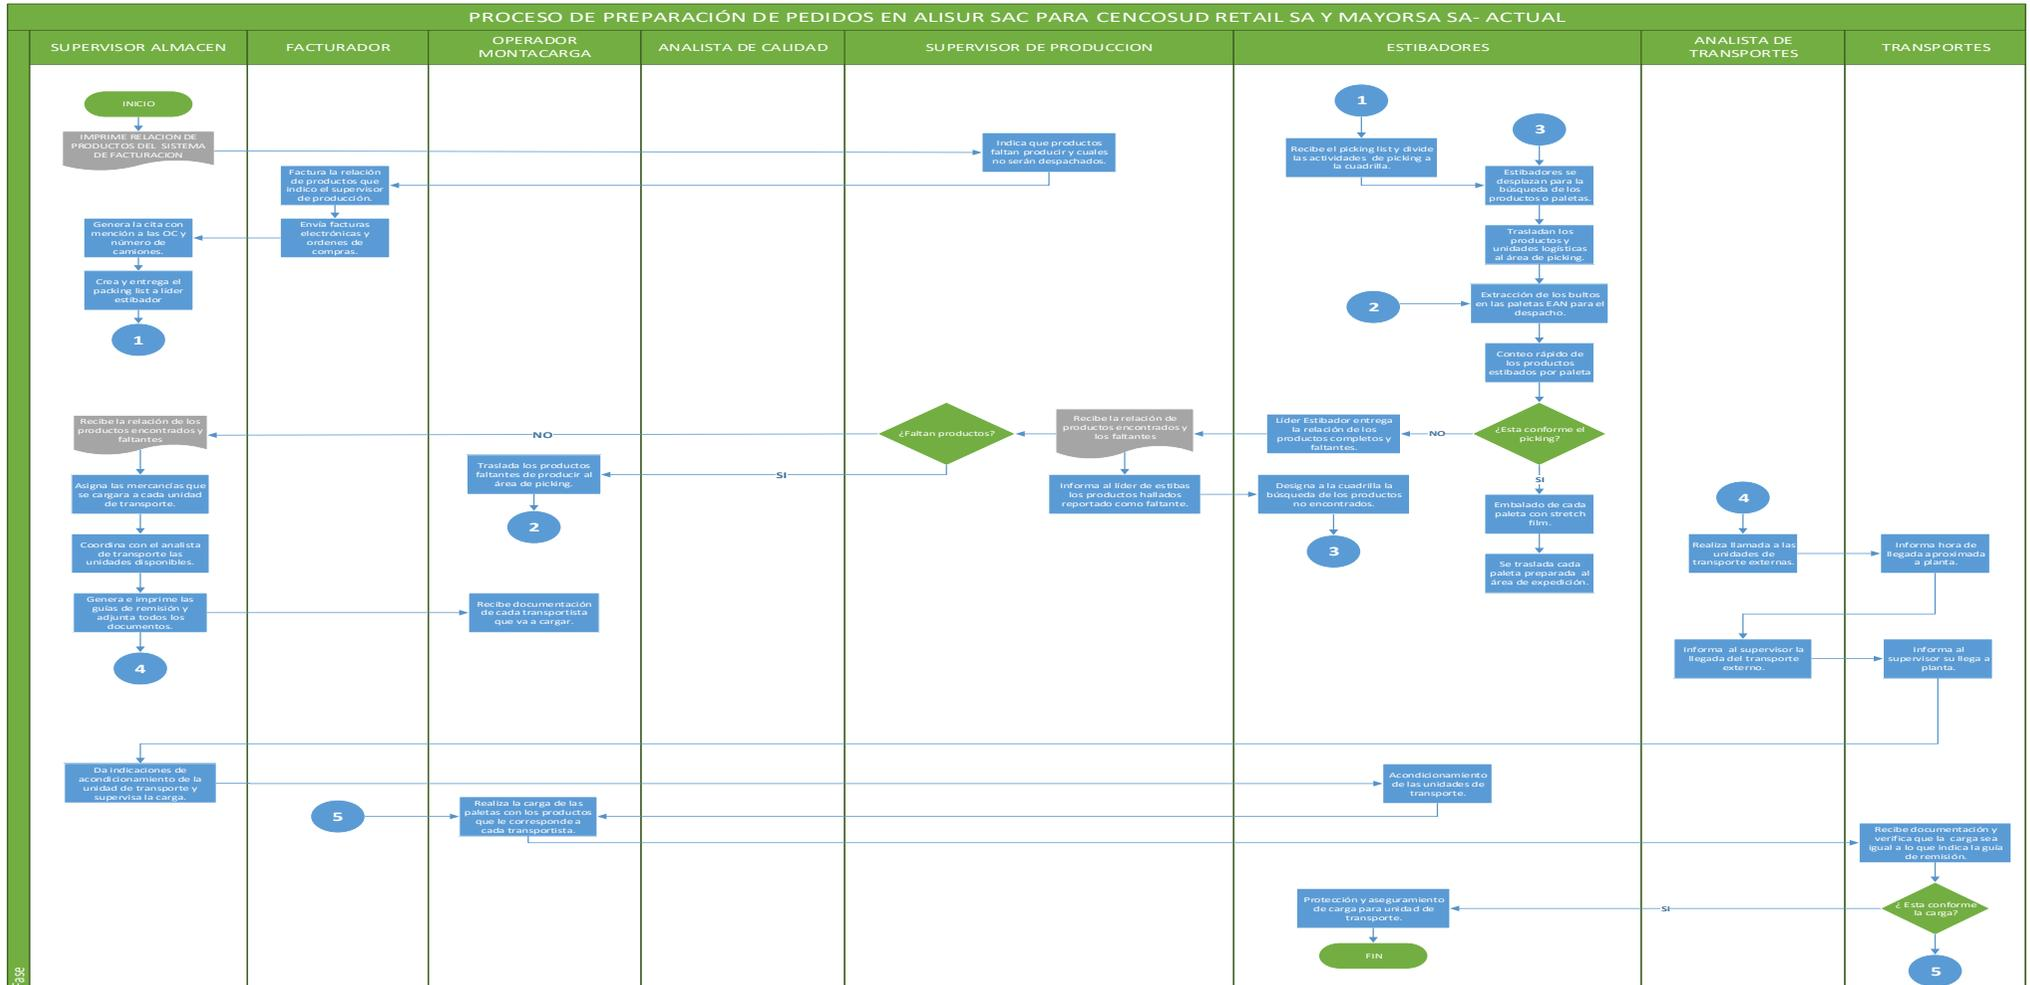 PROCESO DE PREPARACIÓN DE PEDIDOS EN ALISUR SAC PARA CENCOSUD RETAIL SA Y MAYORSA SA- ACTUAL
SUPERVISOR ALMACEN
FACTURADOR
OPERADOR
MONTACARGA
ANALISTA DE CALIDAD
SUPERVISOR DE PRODUCCION
ESTIBADORES
ANALISTA DE
TRANSPORTES
TRANSPORTES
INICIO
IMPRIME RELACION DE
PRODUCTOS DEL SISTEMA
DE FACTURACION
Indica que productos
faltan producir y cuales
no serán despachados.
Factura la relación
de productos que
indico el supervisor
de producción.
Envía facturas
electrónicas y
ordenes de
compras.
Genera la cita con
mención a las OC y
número de
camiones.
Crea y entrega el
packing list a líder
estibador
1
1
Recibe el picking list y divide
las actividades de picking a
la cuadrilla.
3
Estibadores se
desplazan para la
búsqueda de los
productos o paletas.
Trasladan los
productos y
unidades logísticas
al área de picking.
2
Extracción de los bultos
en las paletas EAN para el
despacho.
Conteo rápido de
los productos
estibados por paleta
¿Esta conforme el
picking?
NO
Líder Estibador entrega
la relación de los
productos completos y
faltantes.
Recibe la relación de
productos encontrados y
los faltantes
¿Faltan productos?
NO
Recibe la relación de los
productos encontrados y
faltantes
SI
Traslada los productos
faltantes de producir al
área de picking.
2
Informa al líder de estibas
los productos hallados
reportado como faltante.
Designa a la cuadrilla la
búsqueda de los productos
no encontrados.
3
SI
Embalado de cada
paleta con stretch
film.
Se traslada cada
paleta preparada al
área de expedición.
Asigna las mercancías que
se cargara a cada unidad
de transporte.
Coordina con el analista
de transporte las
unidades disponibles.
Genera e imprime las
guías de remisión y
adjunta todos los
documentos.
Recibe documentación
de cada transportista
que va a cargar.
4
4
Realiza llamada a las
unidades de
transporte externas.
Informa hora de
llegada aproximada
a planta.
Informa al supervisor la
llegada del transporte
externo.
Informa al
supervisor su llega a
planta.
Da indicaciones de
acondicionamiento de la
unidad de transporte y
supervisa la carga.
Acondicionamiento
de las unidades de
transporte.
5
Realiza la carga de las
paletas con los productos
que le corresponde a
cada transportista.
Recibe documentación y
verifica que la carga sea
igual a lo que indica la guía
de remisión.
¿ Esta conforme
la carga?
SI
Protección y aseguramiento
de carga para unidad de
transporte.
FIN
5